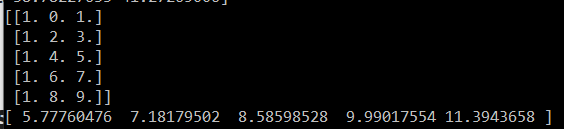 [[1. 0. 1.]
[1. 2. 3.]
[1. 4. 5.]
[1. 6. 7.]
[1. 8. 9.]]
[ 5.77760476 7.18179502 8.58598528 9.99017554 11.3943658 ]